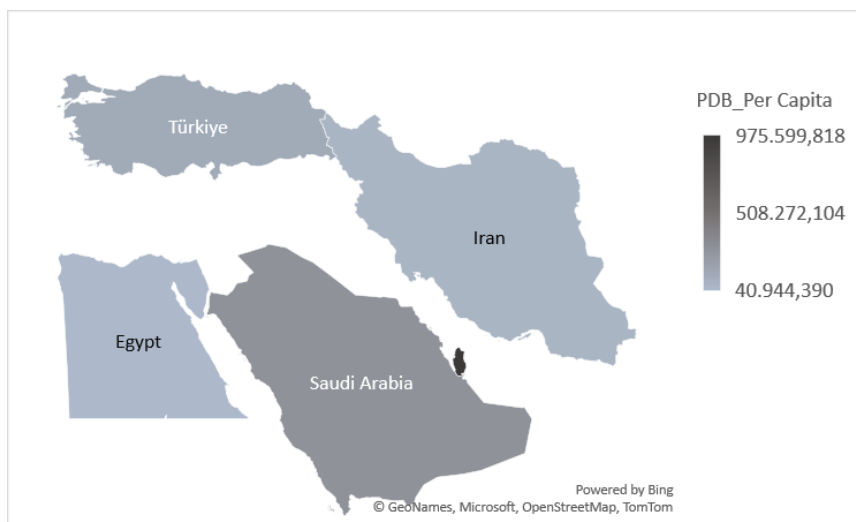 Türkiye
Iran
Egypt
Saudi Arabia
PDB_Per Capita
975.599,818
508.272,104
40.944,390
Powered by Bing
© GeoNames, Microsoft, OpenStreetMap, TomTom